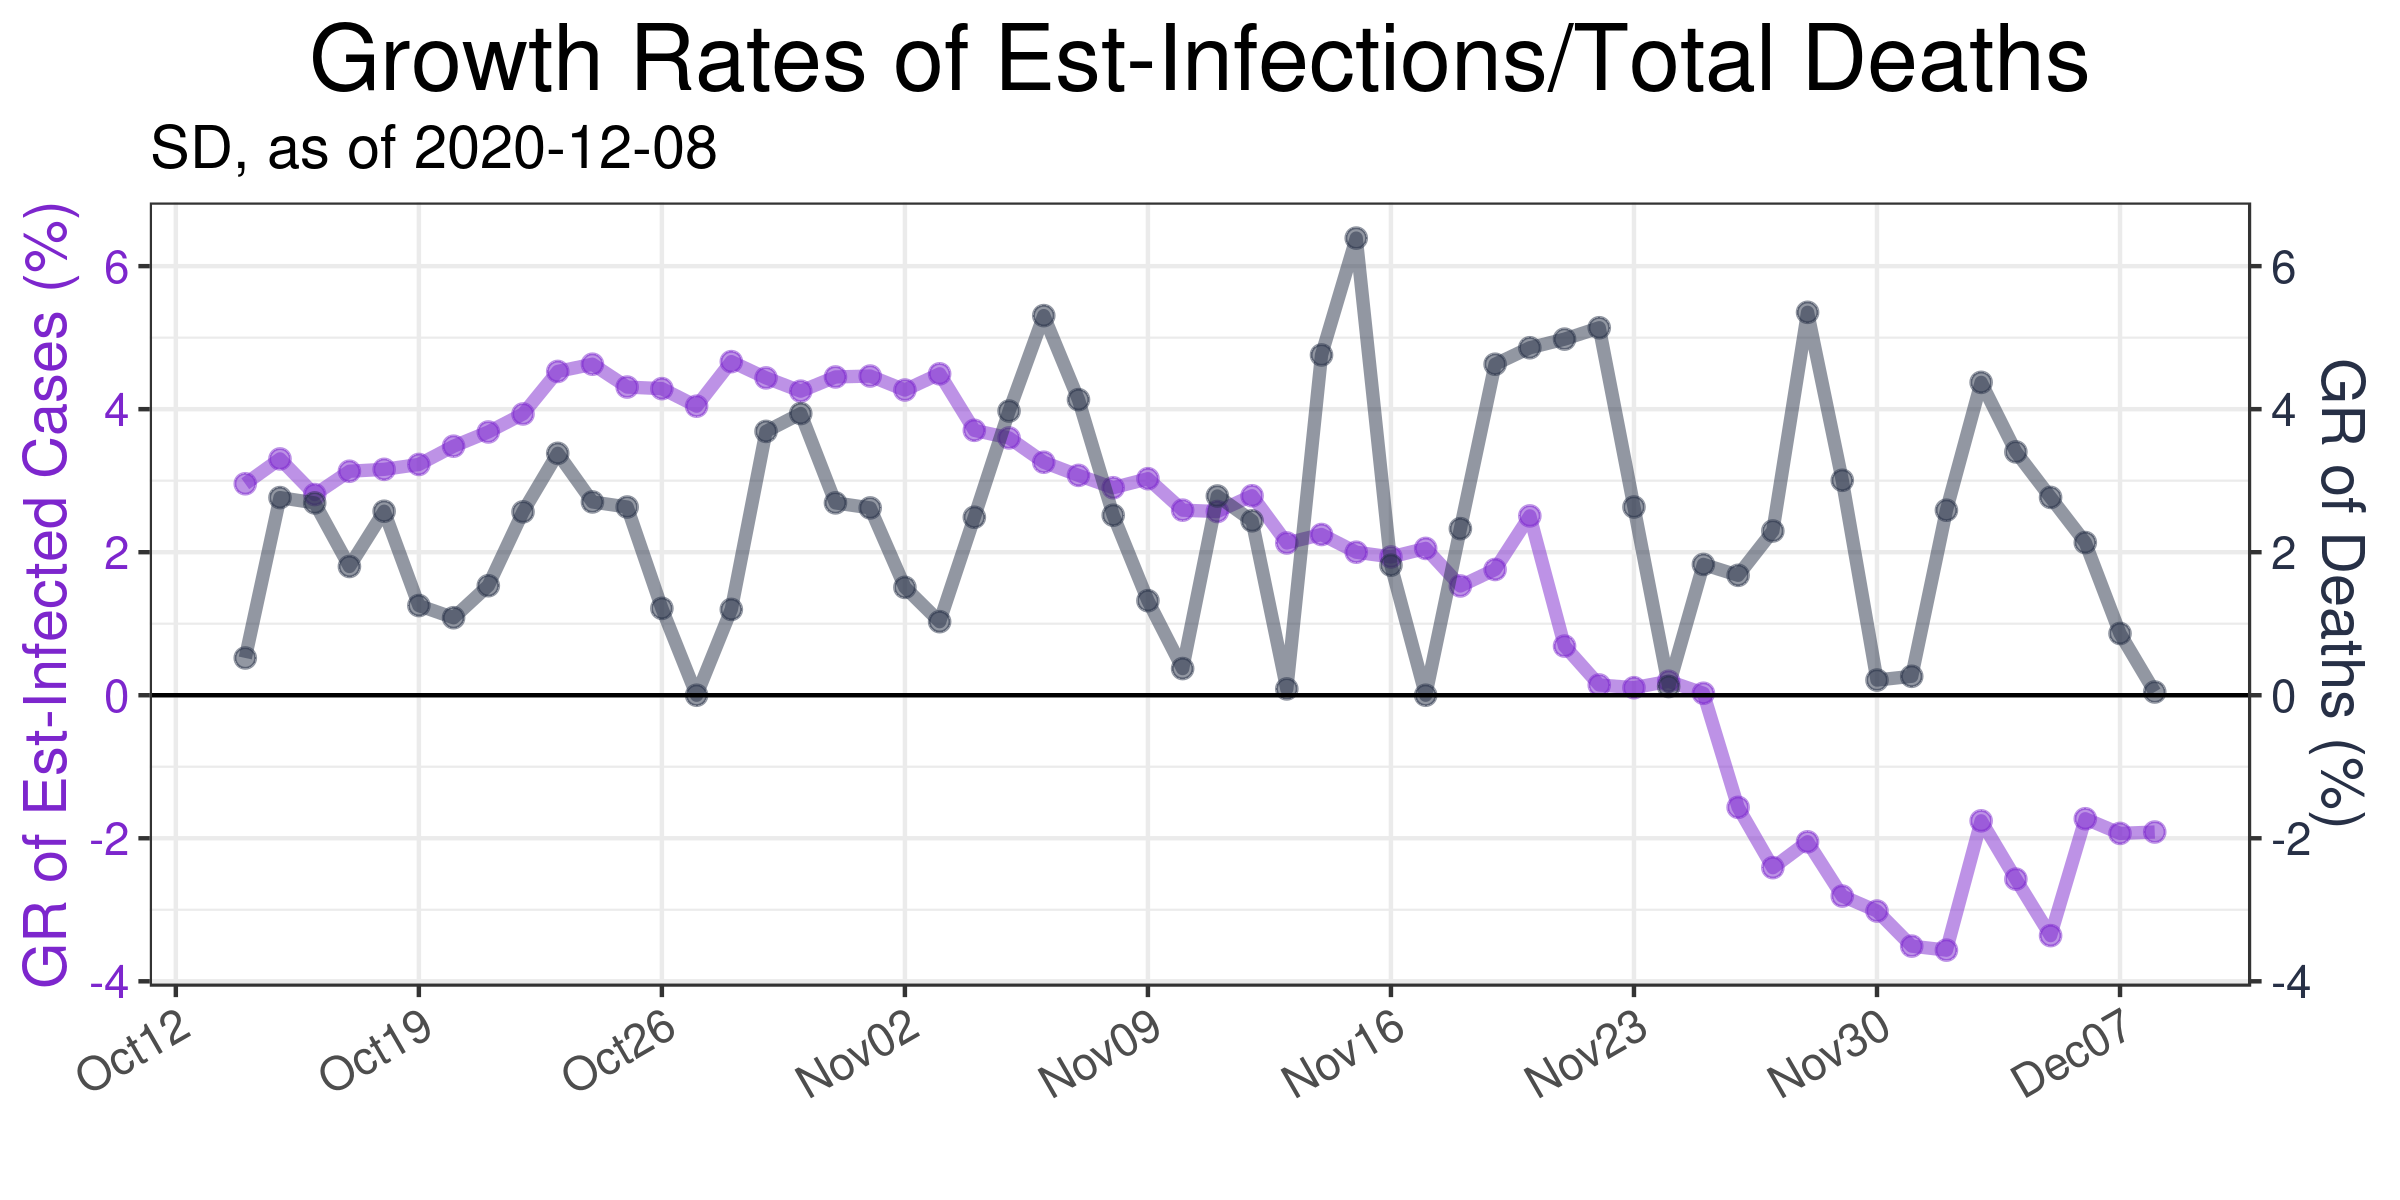 Growth Rates of Est-Infections/Total Deaths
SD, as of 2020-12-08
GR of Est-Infected Cases (%)
6
4
2
0
-2
-4
6
4
2
0
-2
-4
GR of Deaths (%)
Oct12
Oct19
Oct26
Nov02
Nov09
Nov16
Nov23
Nov30
Dec07